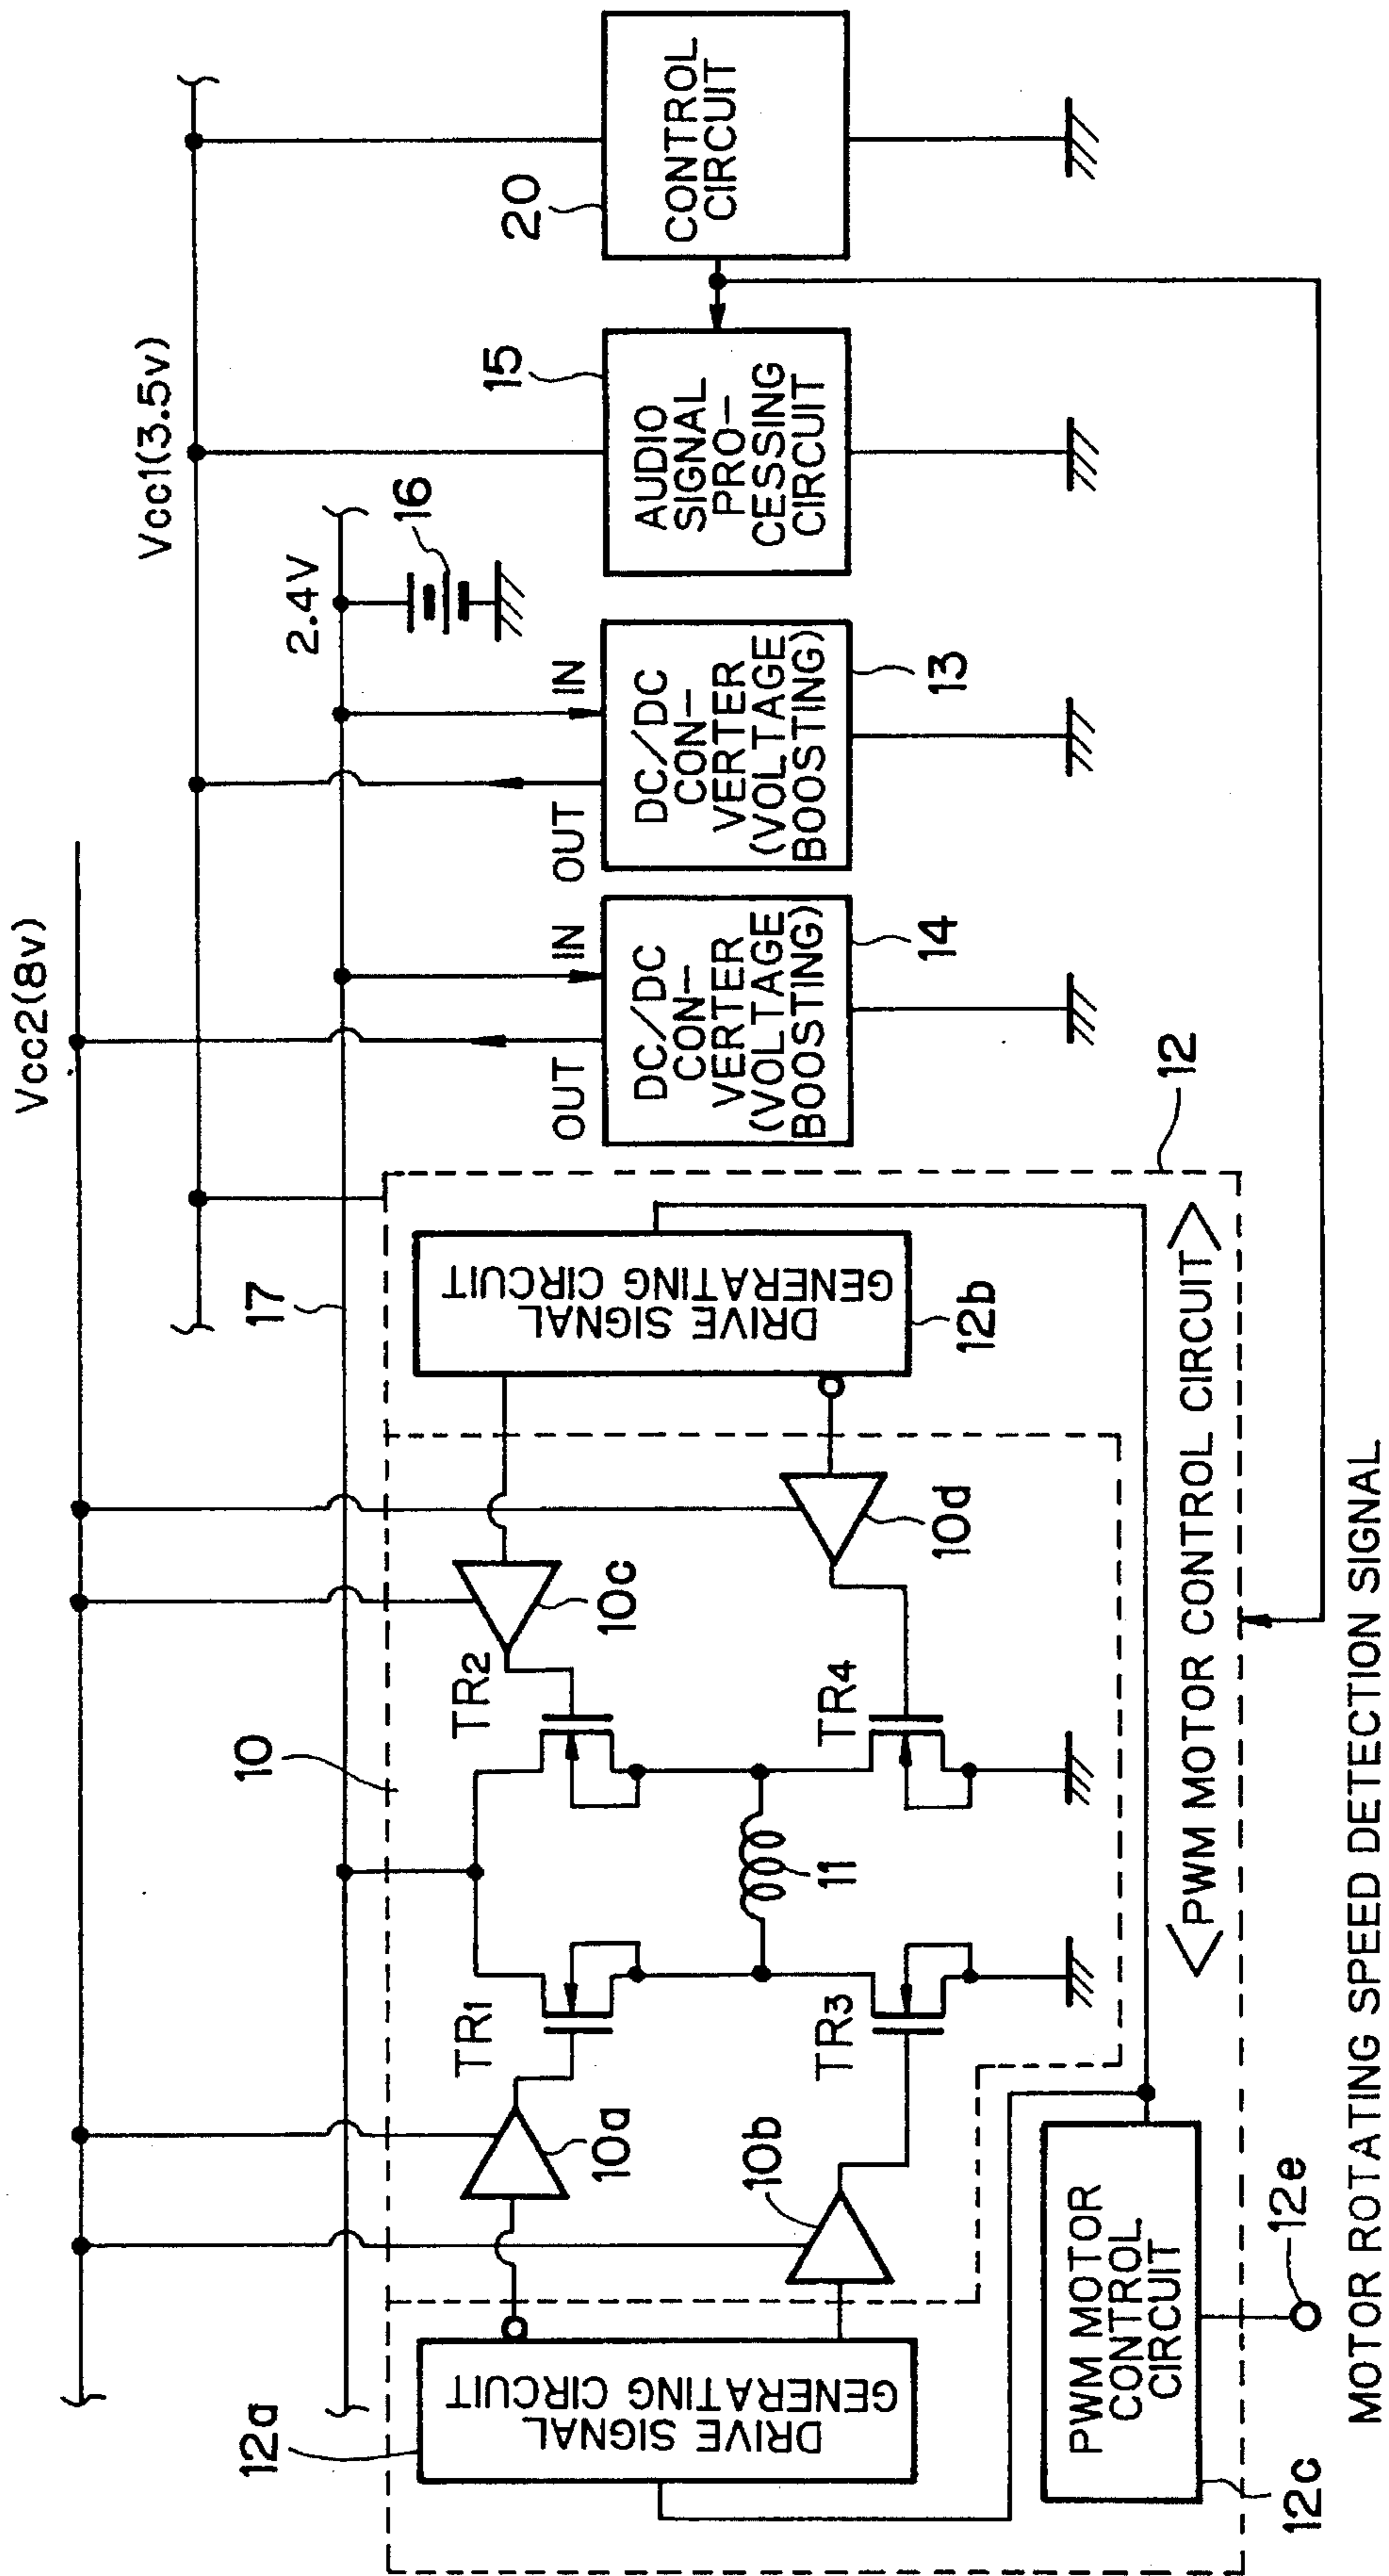 Vcc2(8v)
Vcc1(3.5v)
2.4V
16
17
OUT
IN
OUT
IN
DC/DC
CON-
VERTER
(VOLTAGE
BOOSTING)
14
DC/DC
CON-
VERTER
(VOLTAGE
BOOSTING)
13
15
AUDIO
SIGNAL
PRO-
CESSING
CIRCUIT
20
CONTROL
CIRCUIT
12
10
12a
DRIVE SIGNAL
GENERATING CIRCUIT
10a
10b
TR1
TR2
TR3
TR4
11
10c
10d
DRIVE SIGNAL
GENERATING CIRCUIT
12b
PWM MOTOR
CONTROL
CIRCUIT
12c
12e
<PWM MOTOR CONTROL CIRCUIT>
MOTOR ROTATING SPEED DETECTION SIGNAL